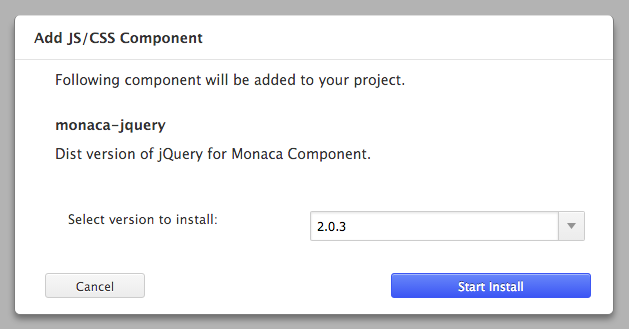 Add JS/CSS Component
Following component will be added to your project.
monaca-jquery
Dist version of jQuery for Monaca Component.
Select version to install:
2.0.3
Cancel
Start Install